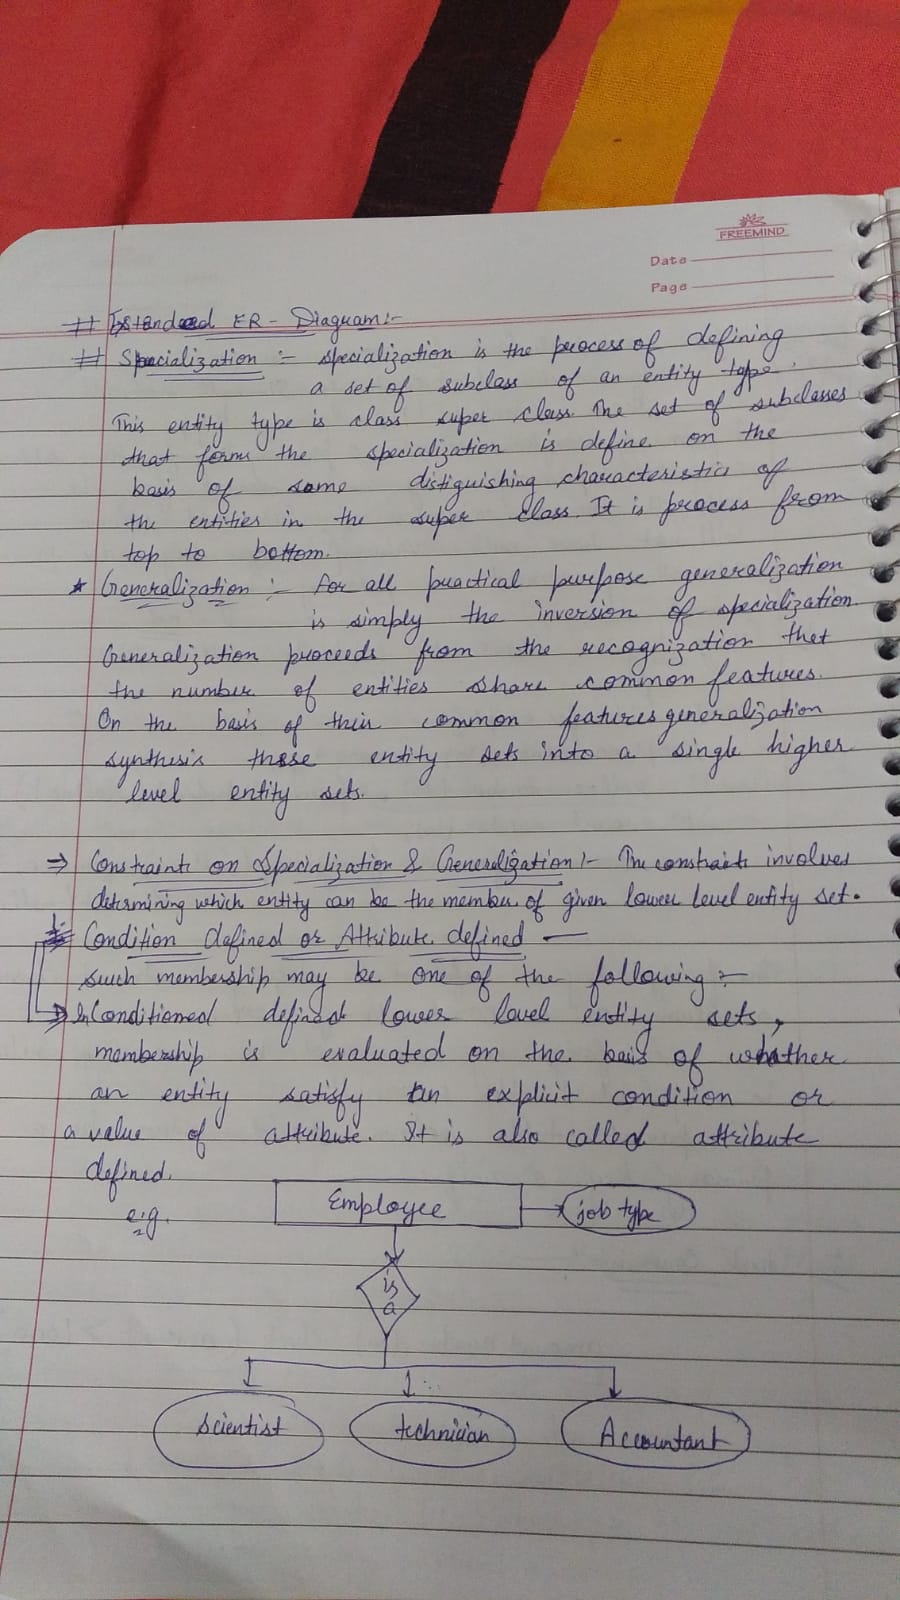 FREEMIND
Date
Page
# Extended ER - Diagram:-
# Specialization :- specialization is the process of defining
a set of subclass of an entity type.
This entity type is class super class. The set of subclasses
that forms the specialization is define on the
basis of some distiguishing characteristic of
the entities in the super class. It is process from
top to bottom.
* Generalization :- For all practical purpose generalization
is simply the inversion of specialization.
Generalization proceeds from the recognization that
the number of entities share common features.
On the basis of their common features generalization
synthesis these entity sets into a single higher
level entity sets.
⇒ Constraints on Specialization & Generalization :- The constraints involves
determining which entity can be the member of given lower level entity set.
Condition defined or Attribute defined —
such membership may be one of the following :-
In Conditioned defined lower level entity sets,
membership is evaluated on the basis of whether
an entity satisfy an explicit condition or
a value of attribute. It is also called attribute
defined.
e.g. Employee job type
is
a
scientist technician Accountant